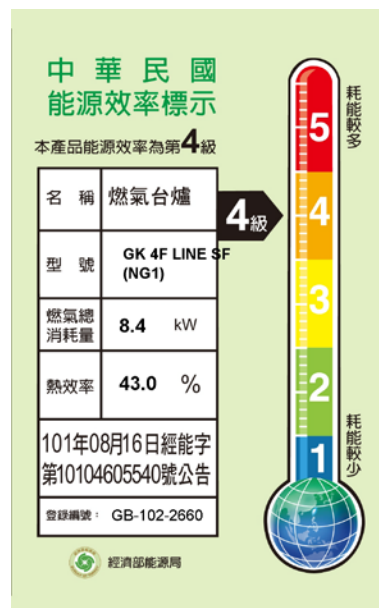 中華民國
能源效率標示
本產品能源效率為第4級
名稱 燃氣台爐
型號 GK 4F LINE SF
(NG1)
燃氣總
消耗量 8.4 kW
熱效率 43.0 %
101年08月16日經能字
第10104605540號公告
登錄編號： GB-102-2660
經濟部能源局
4級
耗能較多
5
4
3
2
1
耗能較少